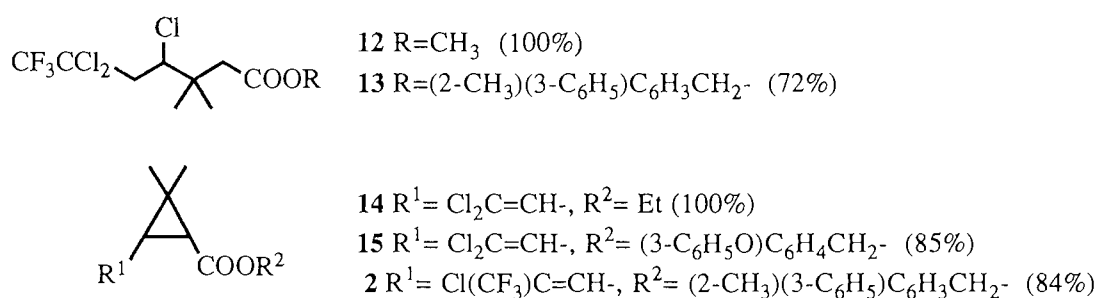 Cl
CF₃CCl₂
COOR
12 R=CH₃ (100%)
13 R=(2-CH₃)(3-C₆H₅)C₆H₃CH₂- (72%)
R¹
COOR²
14 R¹= Cl₂C=CH-, R²= Et (100%)
15 R¹= Cl₂C=CH-, R²= (3-C₆H₅O)C₆H₄CH₂- (85%)
2 R¹= Cl(CF₃)C=CH-, R²= (2-CH₃)(3-C₆H₅)C₆H₃CH₂- (84%)